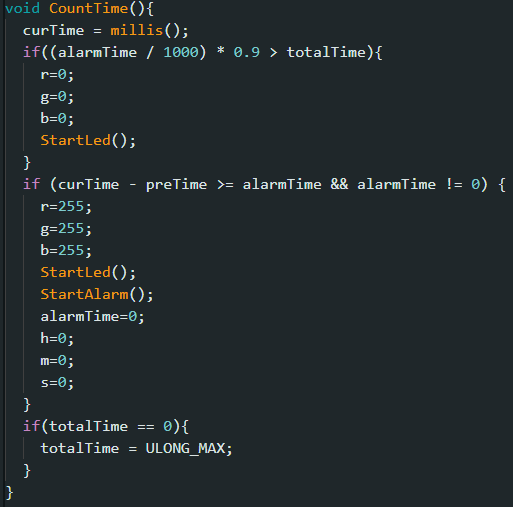 void CountTime(){
  curTime = millis();
  if((alarmTime / 1000) * 0.9 > totalTime){
    r=0;
    g=0;
    b=0;
    StartLed();
  }
  if (curTime - preTime >= alarmTime && alarmTime != 0) {
    r=255;
    g=255;
    b=255;
    StartLed();
    StartAlarm();
    alarmTime=0;
    h=0;
    m=0;
    s=0;
  }
  if(totalTime == 0){
    totalTime = ULONG_MAX;
  }
}